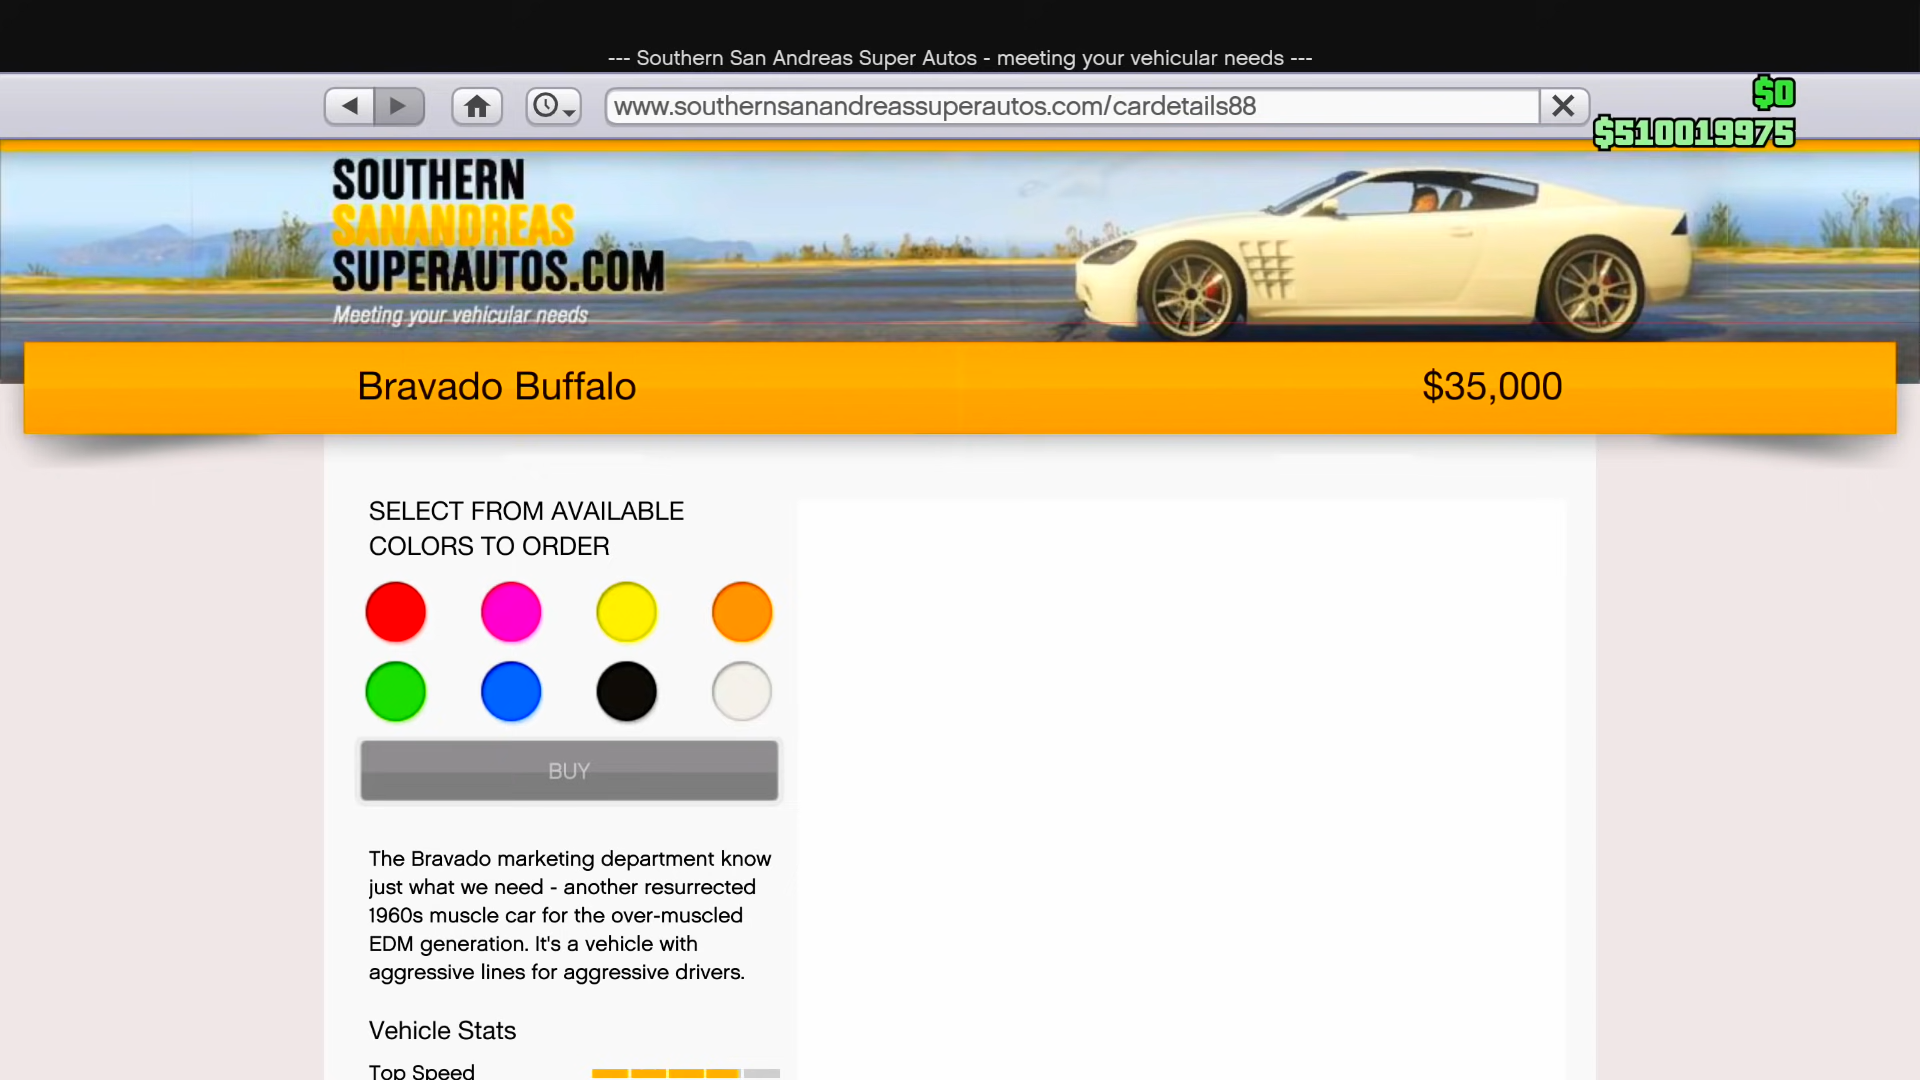 --- Southern San Andreas Super Autos - meeting your vehicular needs ---
www.southernsanandreassuperautos.com/cardetails88
$0
$510019975
SOUTHERN
SANANDREAS
SUPERAUTOS.COM
Meeting your vehicular needs
Bravado Buffalo
$35,000
SELECT FROM AVAILABLE
COLORS TO ORDER
BUY
The Bravado marketing department know
just what we need - another resurrected
1960s muscle car for the over-muscled
EDM generation. It's a vehicle with
aggressive lines for aggressive drivers.
Vehicle Stats
Top Speed